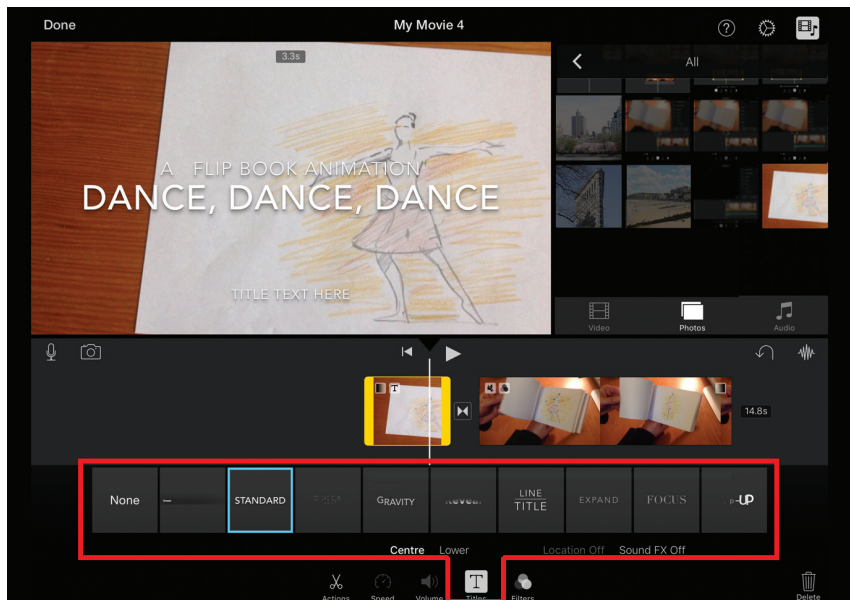 Done
My Movie 4
3.3s
All
A FLIP BOOK ANIMATION
DANCE, DANCE, DANCE
TITLE TEXT HERE
Video
Photos
Audio
T
14.8s
None
STANDARD
GRAVITY
Reveal
LINE
TITLE
EXPAND
FOCUS
P-UP
Centre
Lower
Location Off
Sound FX Off
T
Actions
Speed
Volume
Titles
Filters
Delete